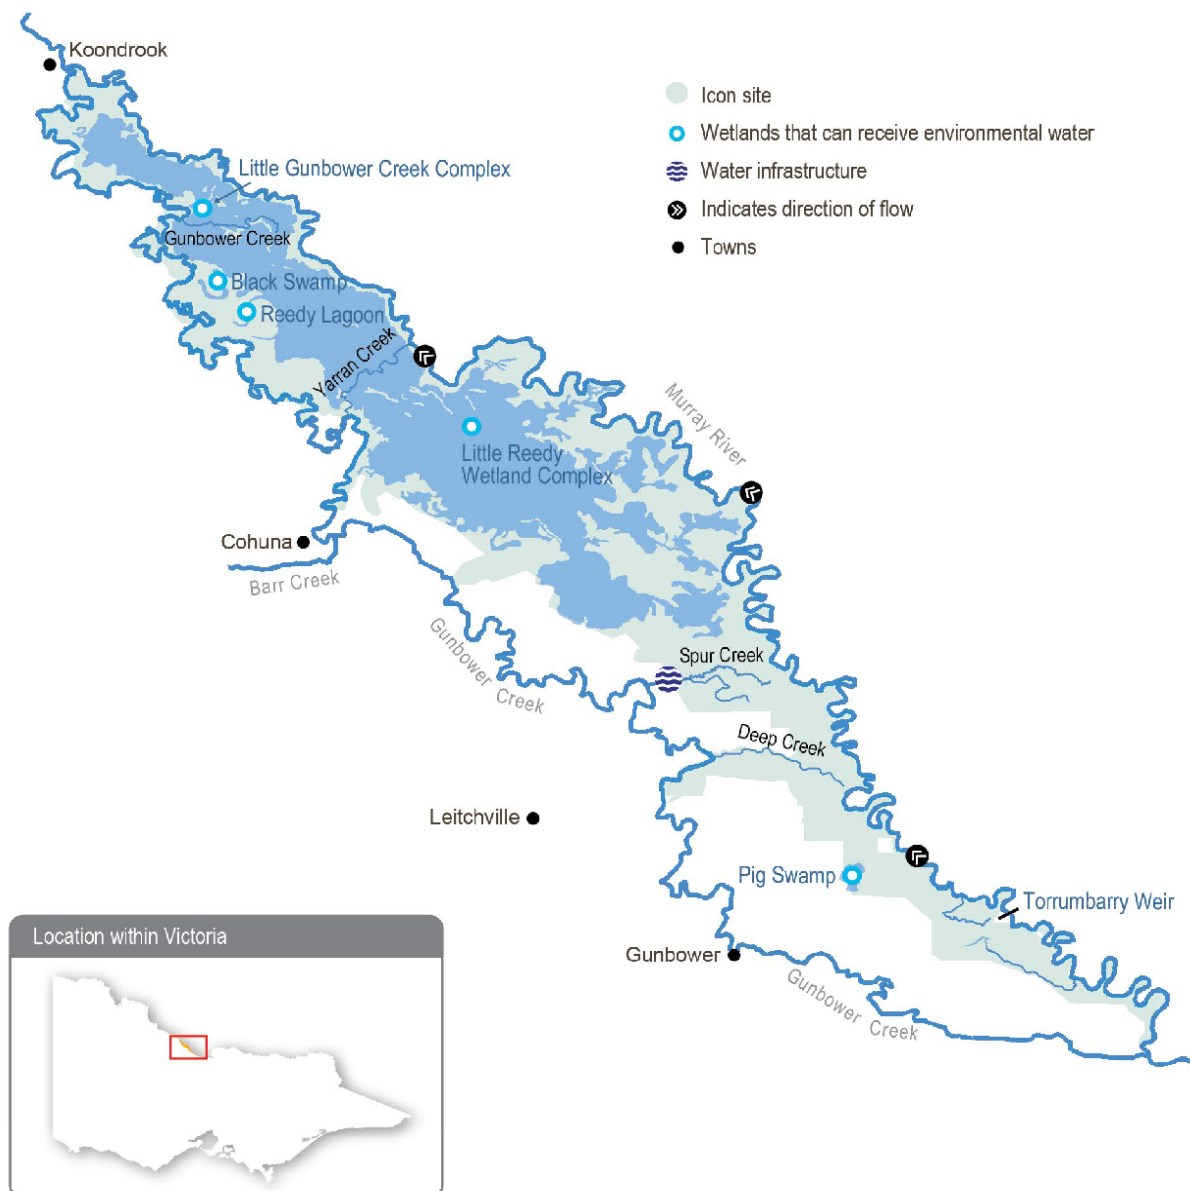 Koondrook
Icon site
Wetlands that can receive environmental water
Little Gunbower Creek Complex
Water infrastructure
Indicates direction of flow
Gunbower Creek
Towns
Black Swamp
Reedy Lagoon
Yarran Creek
Murray River
Little Reedy
Wetland Complex
Cohuna
Barr Creek
Gunbower Creek
Spur Creek
Deep Creek
Leitchville
Pig Swamp
Torrumbarry Weir
Gunbower
Gunbower Creek
Location within Victoria